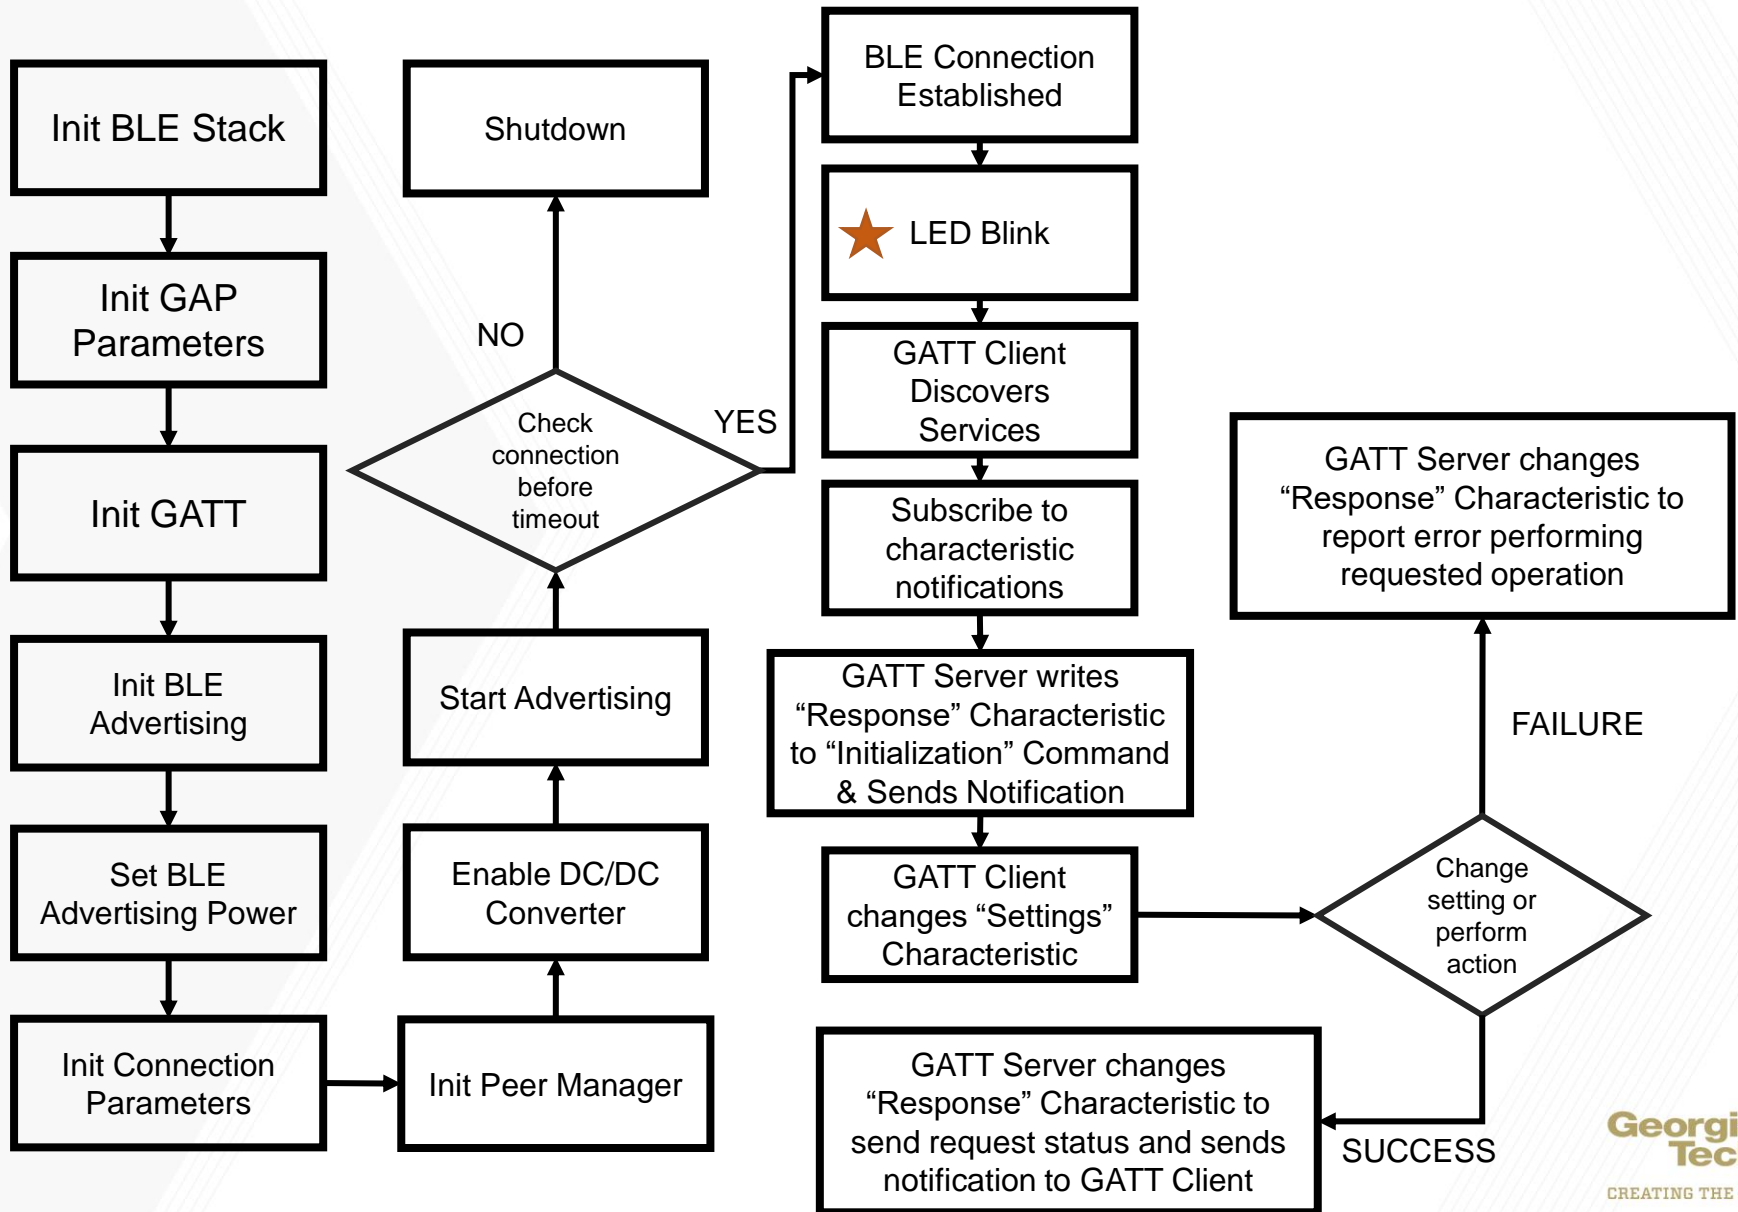 Init BLE Stack
Init GAP
Parameters
Init GATT
Init BLE
Advertising
Set BLE
Advertising Power
Init Connection
Parameters
Init Peer Manager
Enable DC/DC
Converter
Start Advertising
Check
connection
before
timeout
NO
Shutdown
YES
BLE Connection
Established
LED Blink
GATT Client
Discovers
Services
Subscribe to
characteristic
notifications
GATT Server writes
“Response” Characteristic
to “Initialization” Command
& Sends Notification
GATT Client
changes “Settings”
Characteristic
Change
setting or
perform
action
FAILURE
GATT Server changes
“Response” Characteristic to
report error performing
requested operation
SUCCESS
GATT Server changes
“Response” Characteristic to
send request status and sends
notification to GATT Client
Georgi
Tec
CREATING THE